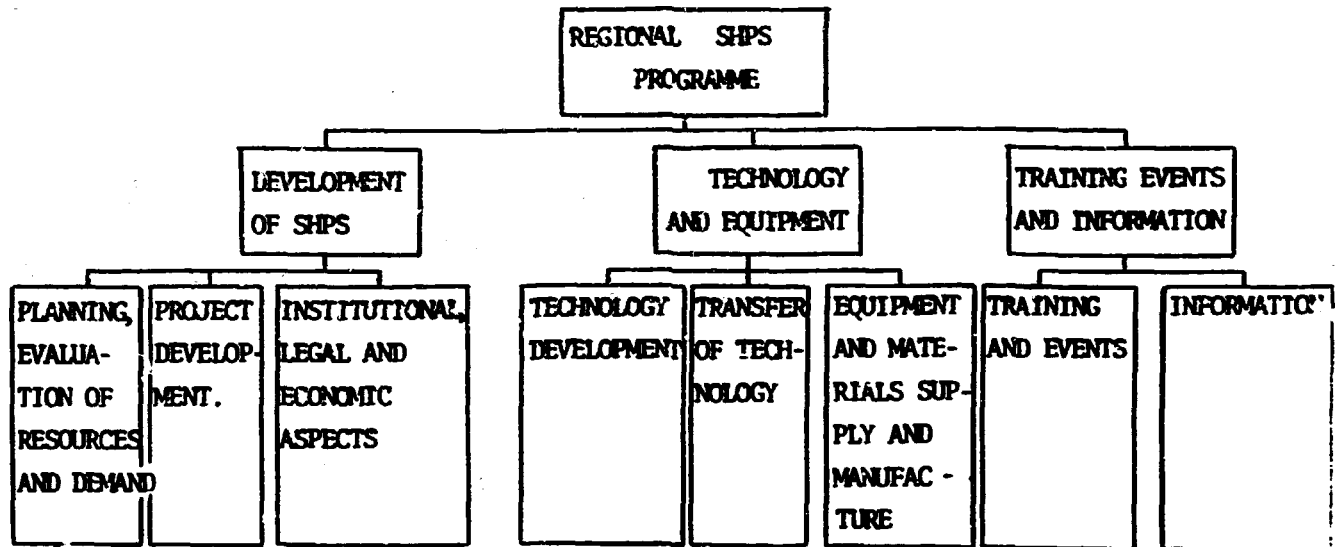 REGIONAL SHPS
PROGRAMME
DEVELOPMENT
OF SHPS
TECHNOLOGY
AND EQUIPMENT
TRAINING EVENTS
AND INFORMATION
PLANNING,
EVALUA-
TION OF
RESOURCES
AND DEMAND
PROJECT
DEVELOP-
MENT.
INSTITUTIONAL,
LEGAL AND
ECONOMIC
ASPECTS
TECHNOLOGY
DEVELOPMENT
TRANSFER
OF TECH-
NOLOGY
EQUIPMENT
AND MATE-
RIALS SUP-
PLY AND
MANUFAC -
TURE
TRAINING
AND EVENTS
INFORMATION